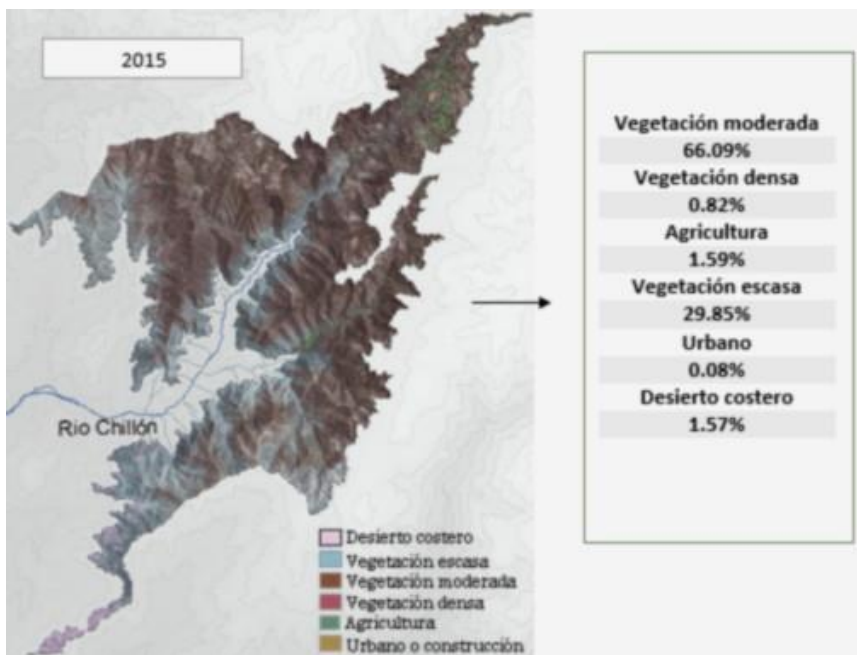 2015
Rio Chillón
Desierto costero
Vegetación escasa
Vegetación moderada
Vegetación densa
Agricultura
Urbano o construcción
Vegetación moderada
66.09%
Vegetación densa
0.82%
Agricultura
1.59%
Vegetación escasa
29.85%
Urbano
0.08%
Desierto costero
1.57%